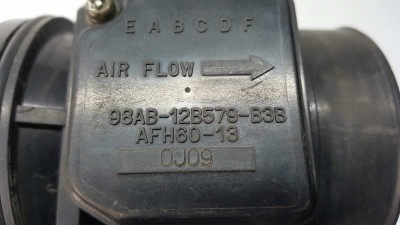 E A B C D F
AIR FLOW
98AB-12B579-B3B
AFH60-13
0J09